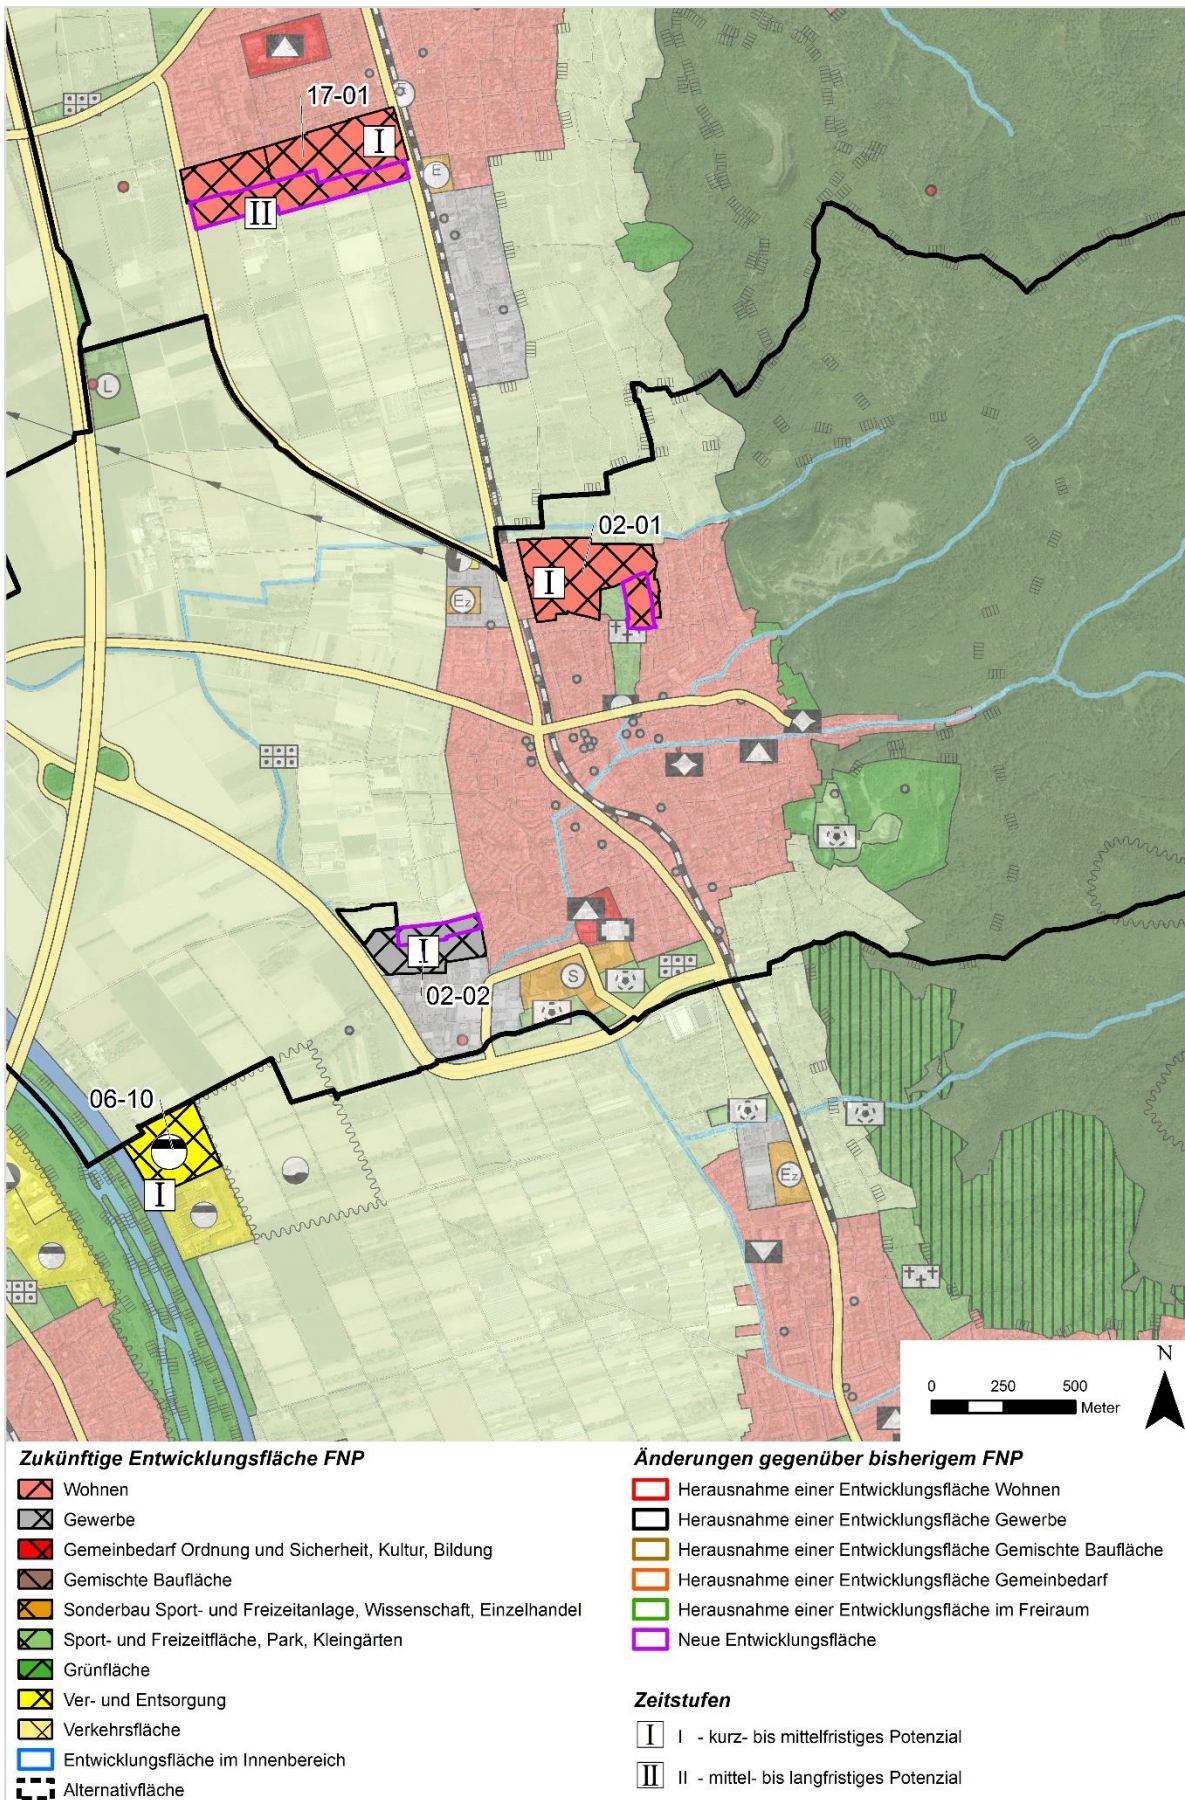 17-01
I
E
II
L
02-01
I
Ez
S
I
02-02
06-10
I
Ez
N
0 250 500
Meter
Zukünftige Entwicklungsfläche FNP
Wohnen
Gewerbe
Gemeinbedarf Ordnung und Sicherheit, Kultur, Bildung
Gemischte Baufläche
Sonderbau Sport- und Freizeitanlage, Wissenschaft, Einzelhandel
Sport- und Freizeitfläche, Park, Kleingärten
Grünfläche
Ver- und Entsorgung
Verkehrsfläche
Entwicklungsfläche im Innenbereich
Alternativfläche
Änderungen gegenüber bisherigem FNP
Herausnahme einer Entwicklungsfläche Wohnen
Herausnahme einer Entwicklungsfläche Gewerbe
Herausnahme einer Entwicklungsfläche Gemischte Baufläche
Herausnahme einer Entwicklungsfläche Gemeinbedarf
Herausnahme einer Entwicklungsfläche im Freiraum
Neue Entwicklungsfläche
Zeitstufen
I I - kurz- bis mittelfristiges Potenzial
II II - mittel- bis langfristiges Potenzial